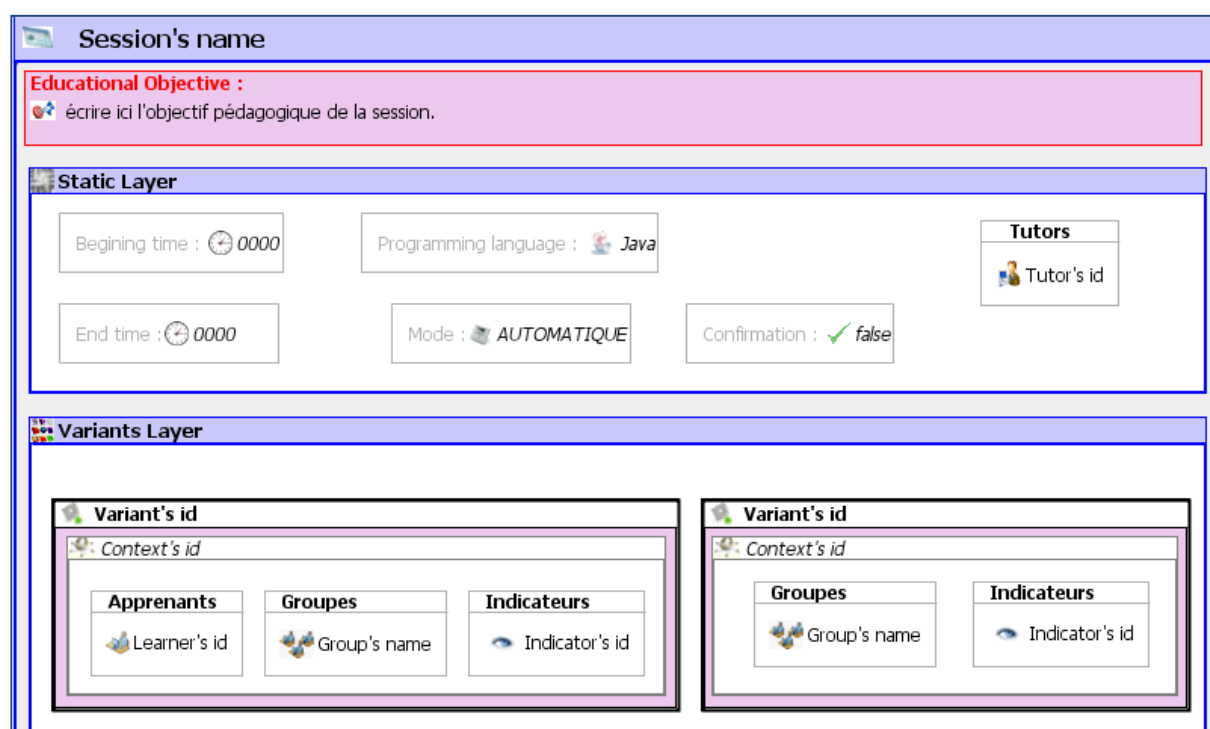 Session's name
Educational Objective :
écrire ici l'objectif pédagogique de la session.
Static Layer
Begining time : 0000
Programming language : Java
Tutors
Tutor's id
End time : 0000
Mode : AUTOMATIQUE
Confirmation : false
Variants Layer
Variant's id
Context's id
Apprenants
Learner's id
Groupes
Group's name
Indicateurs
Indicator's id
Variant's id
Context's id
Groupes
Group's name
Indicateurs
Indicator's id